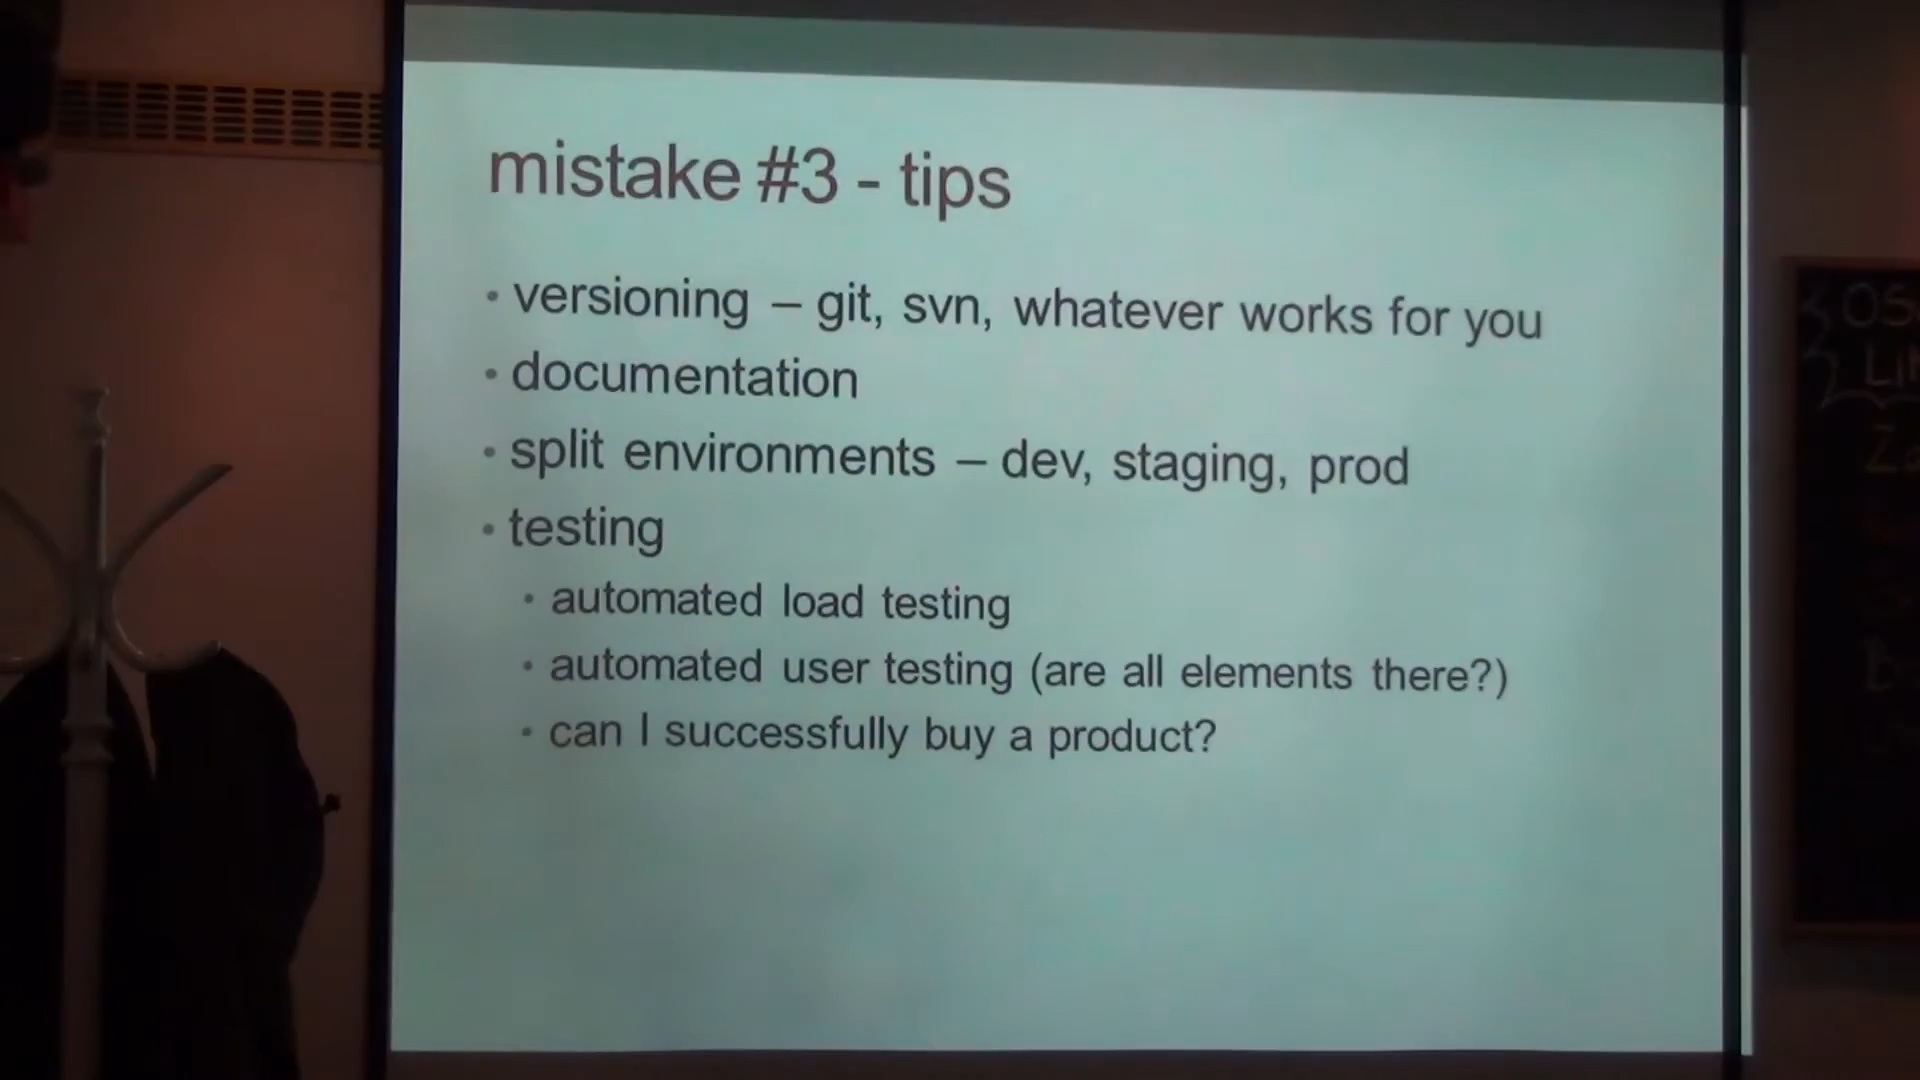 mistake #3 - tips
• versioning – git, svn, whatever works for you
• documentation
• split environments – dev, staging, prod
• testing
• automated load testing
• automated user testing (are all elements there?)
• can I successfully buy a product?